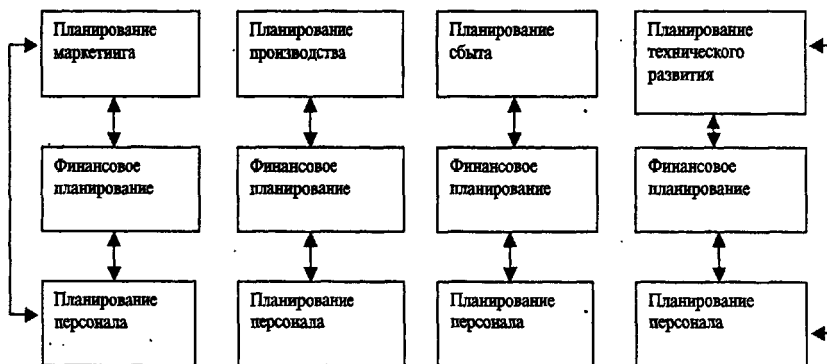 Планирование
маркетинга
Планирование
производства
Планирование
сбыта
Планирование
технического
развития
Финансовое
планирование
Финансовое
планирование
Финансовое
планирование
Финансовое
планирование
Планирование
персонала
Планирование
персонала
Планирование
персонала
Планирование
персонала